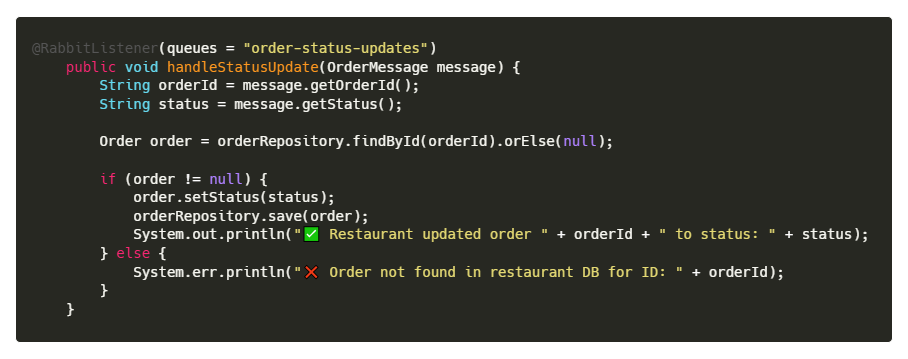 @RabbitListener(queues = "order-status-updates")
    public void handleStatusUpdate(OrderMessage message) {
        String orderId = message.getOrderId();
        String status = message.getStatus();

        Order order = orderRepository.findById(orderId).orElse(null);

        if (order != null) {
            order.setStatus(status);
            orderRepository.save(order);
            System.out.println("✅ Restaurant updated order " + orderId + " to status: " + status);
        } else {
            System.err.println("❌ Order not found in restaurant DB for ID: " + orderId);
        }
    }